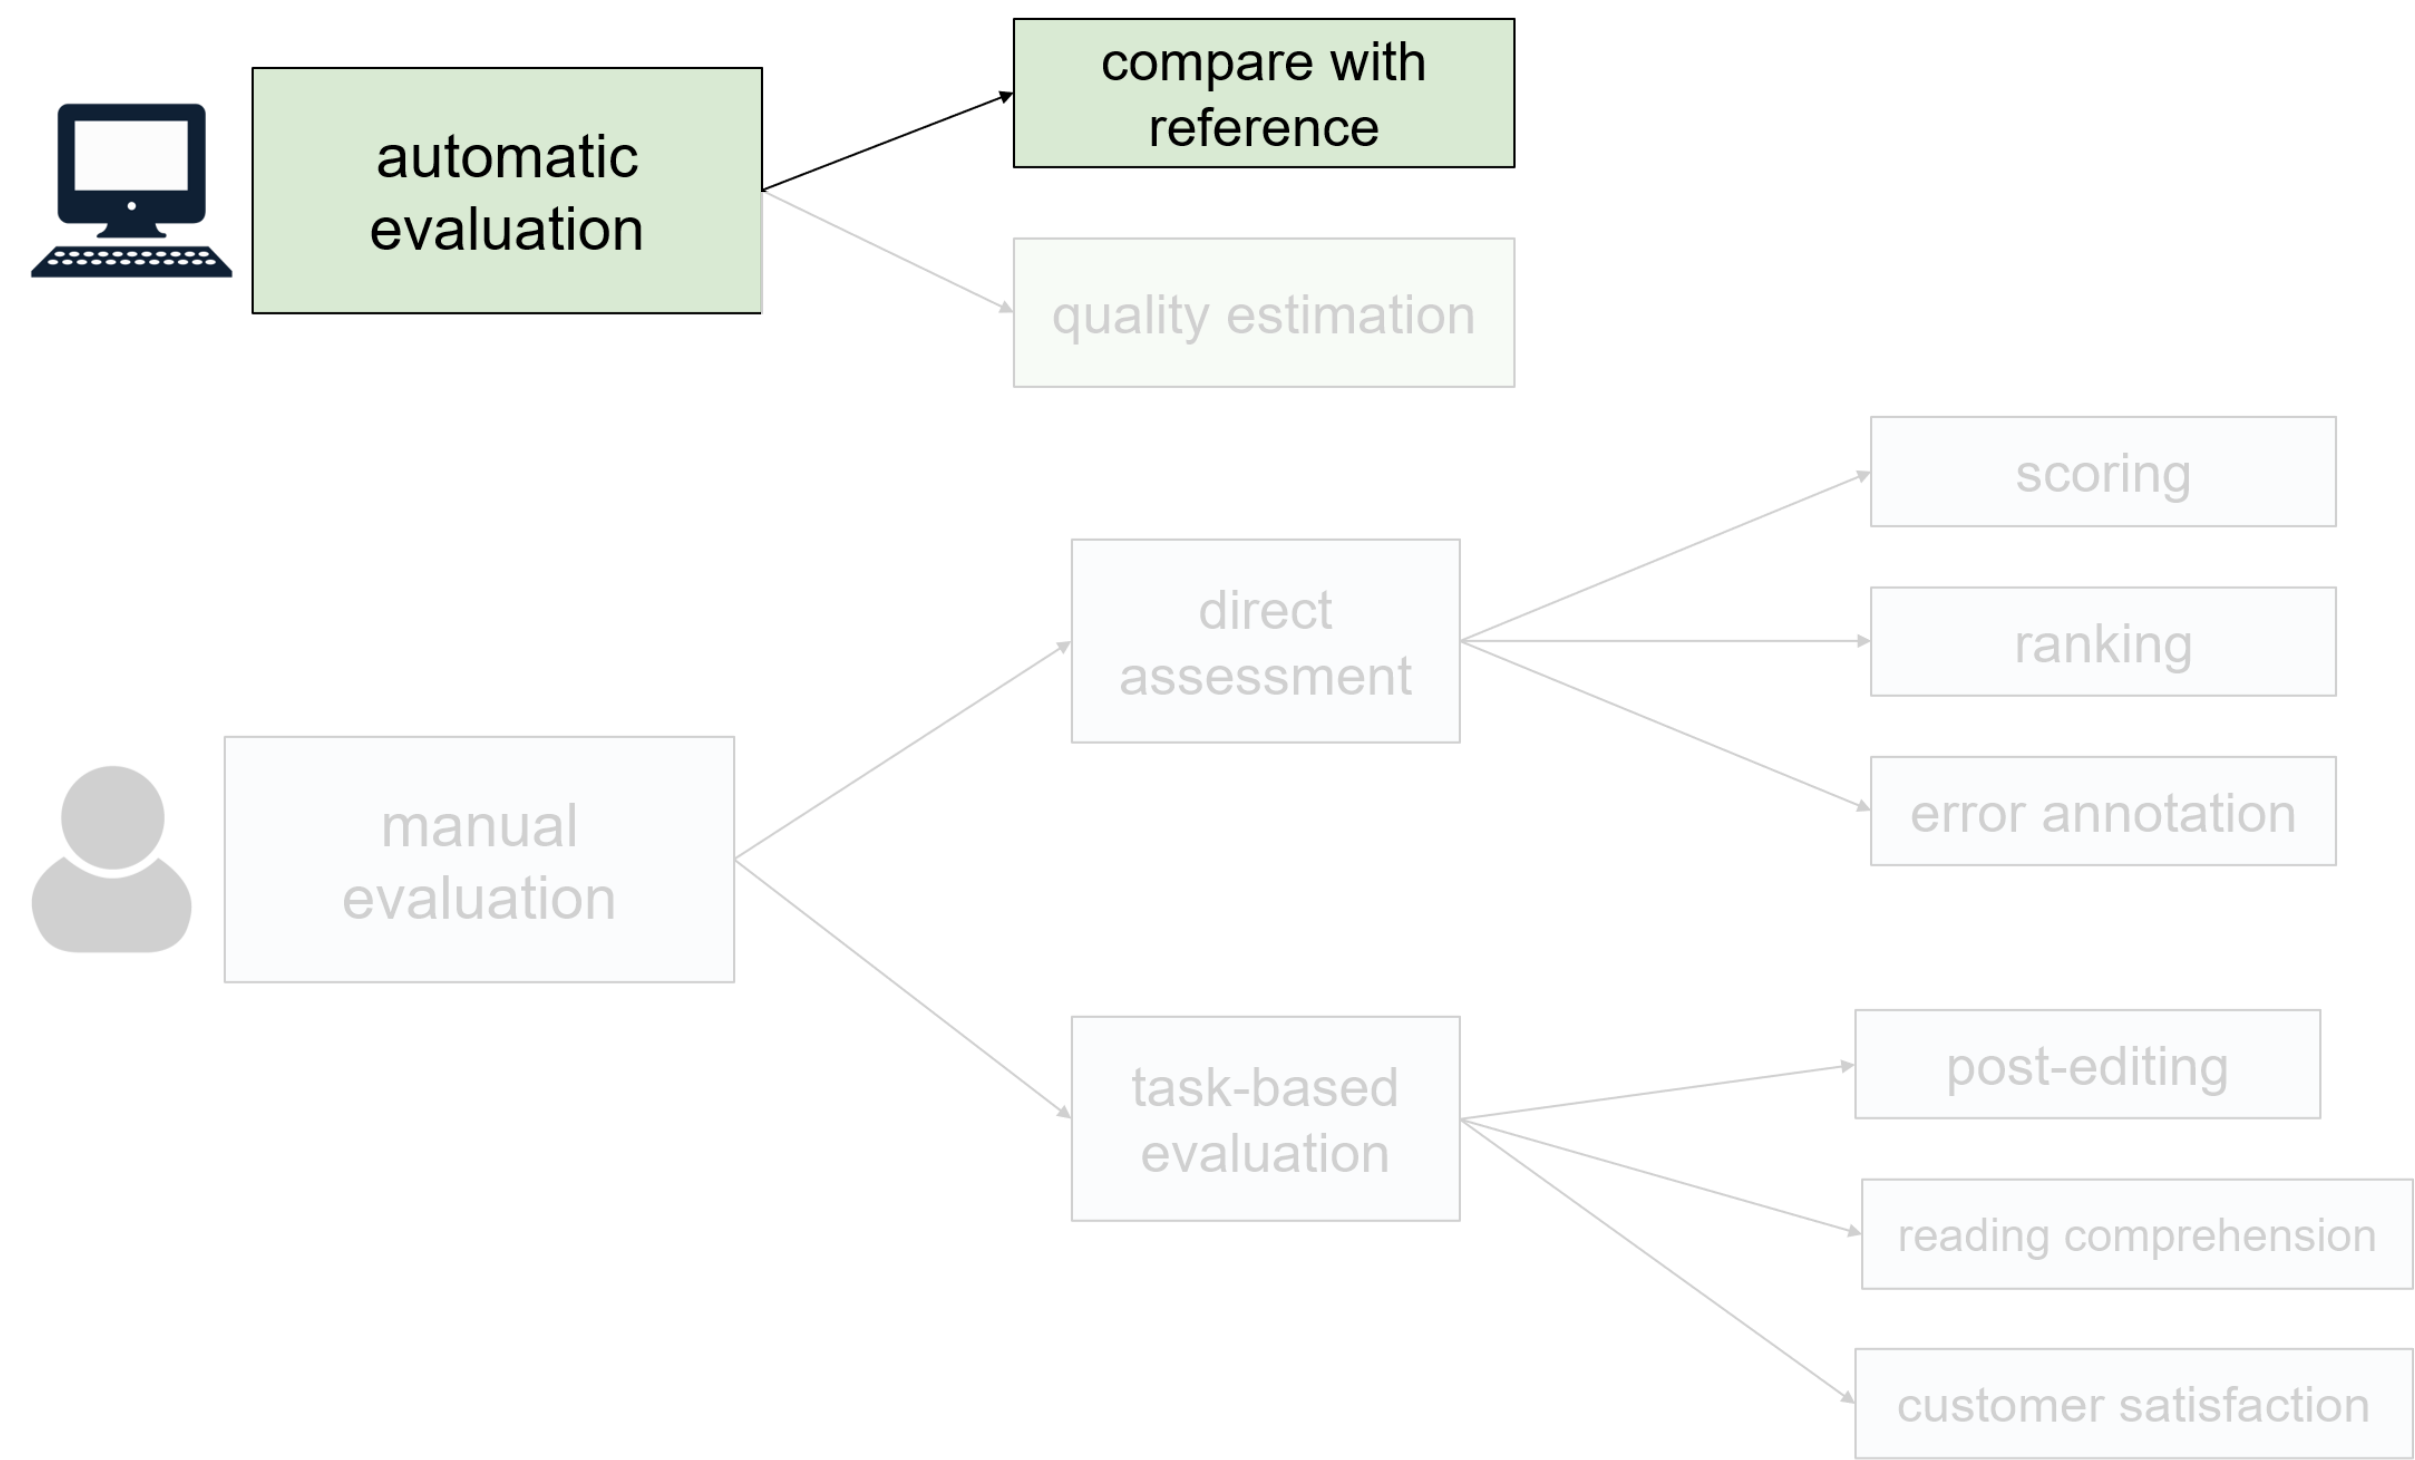 automatic
evaluation
compare with
reference
quality estimation
manual
evaluation
direct
assessment
scoring
ranking
error annotation
task-based
evaluation
post-editing
reading comprehension
customer satisfaction